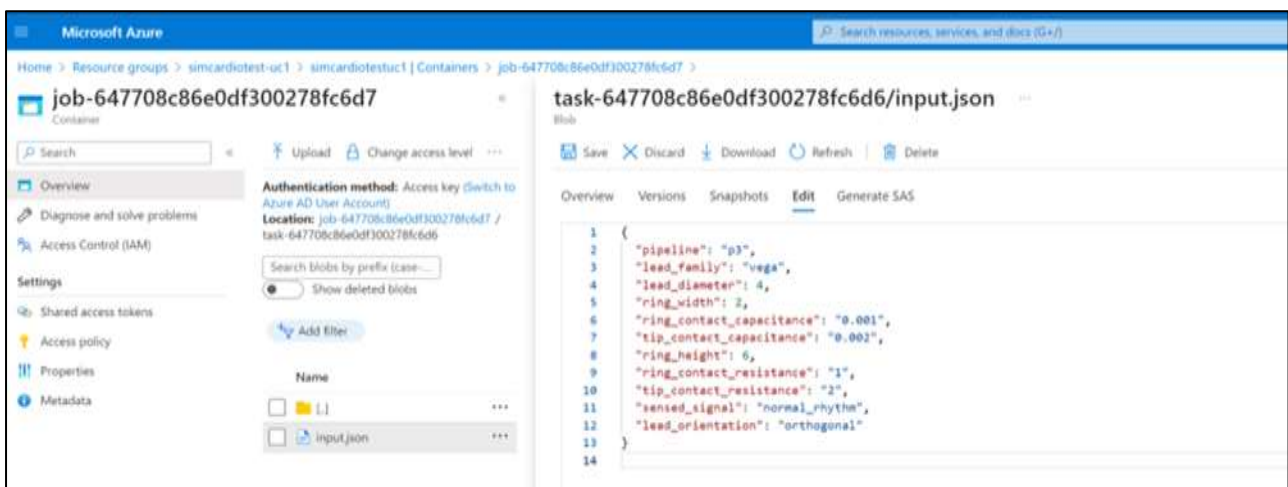 Microsoft Azure
Search resources, services, and docs (G+/)
Home > Resource groups > simcardiotest-uc1 > simcardiotestuc1 | Containers > job-647708c86e0df300278fc6d7 >
job-647708c86e0df300278fc6d7
Container
Search
«
Overview
Diagnose and solve problems
Access Control (IAM)
Settings
Shared access tokens
Access policy
Properties
Metadata
«
Upload Change access level ...
Authentication method: Access key (Switch to
Azure AD User Account)
Location: job-647708c86e0df300278fc6d7 /
task-647708c86e0df300278fc6d6
Search blobs by prefix (case-...
Show deleted blobs
Add filter
Name
[..] ...
input.json ...
task-647708c86e0df300278fc6d6/input.json ...
Blob
Save Discard Download Refresh | Delete
Overview Versions Snapshots Edit Generate SAS
1 {
2 "pipeline": "p3",
3 "lead_family": "vega",
4 "lead_diameter": 4,
5 "ring_width": 2,
6 "ring_contact_capacitance": "0.001",
7 "tip_contact_capacitance": "0.002",
8 "ring_height": 6,
9 "ring_contact_resistance": "1",
10 "tip_contact_resistance": "2",
11 "sensed_signal": "normal_rhythm",
12 "lead_orientation": "orthogonal"
13 }
14